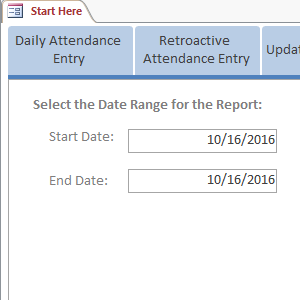 Start Here
Daily Attendance
Entry
Retroactive
Attendance Entry
Select the Date Range for the Report:
Start Date: 10/16/2016
End Date: 10/16/2016